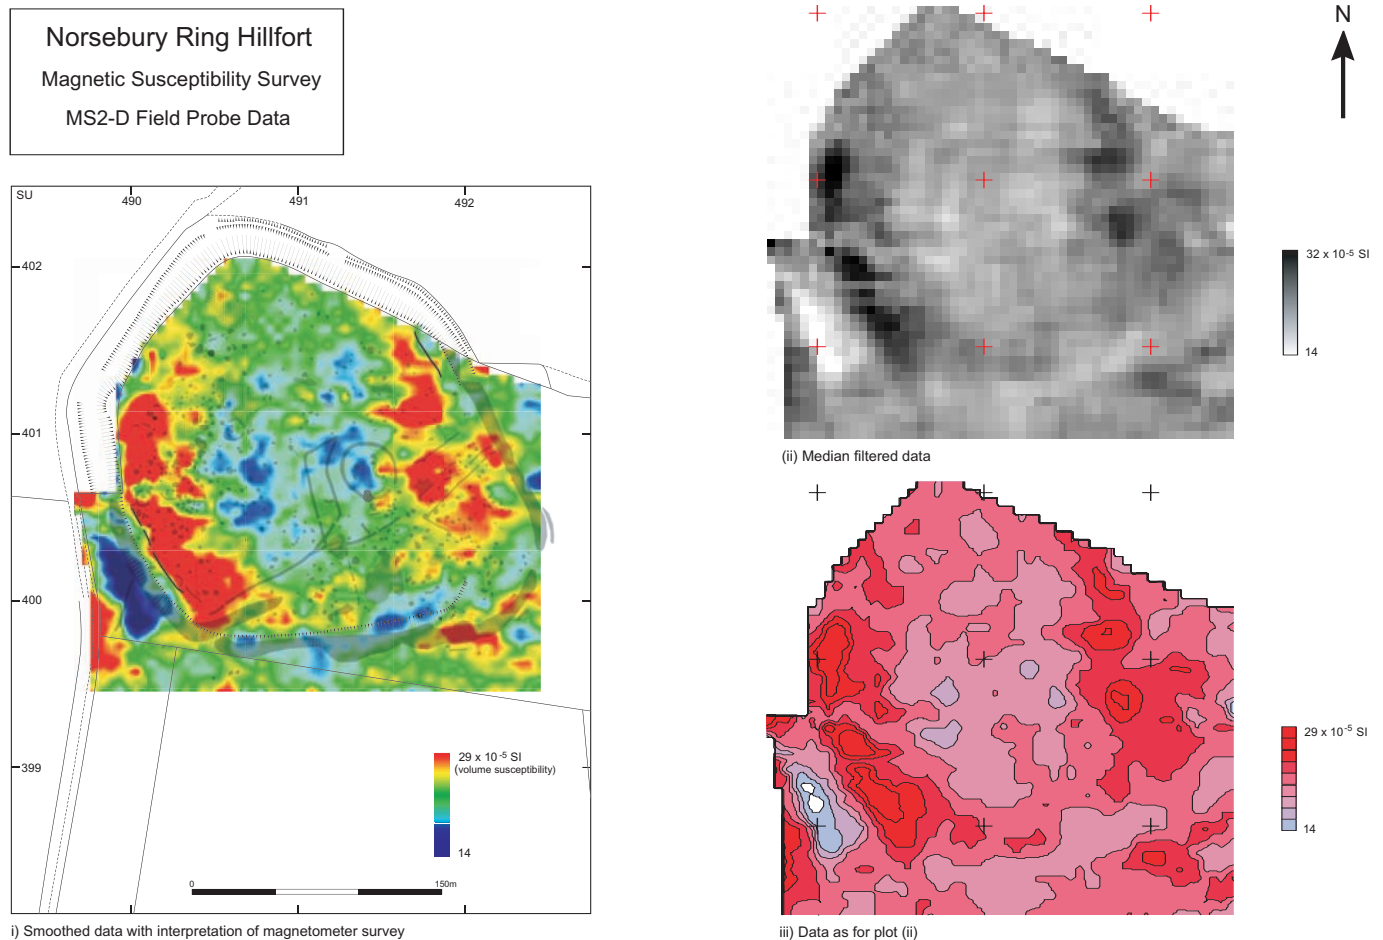 Norsebury Ring Hillfort
Magnetic Susceptibility Survey
MS2-D Field Probe Data
N
SU
490
491
492
402
401
400
399
29 x 10-5 SI
(volume susceptibility)
14
0
150m
i) Smoothed data with interpretation of magnetometer survey
32 x 10-5 SI
14
(ii) Median filtered data
29 x 10-5 SI
14
iii) Data as for plot (ii)